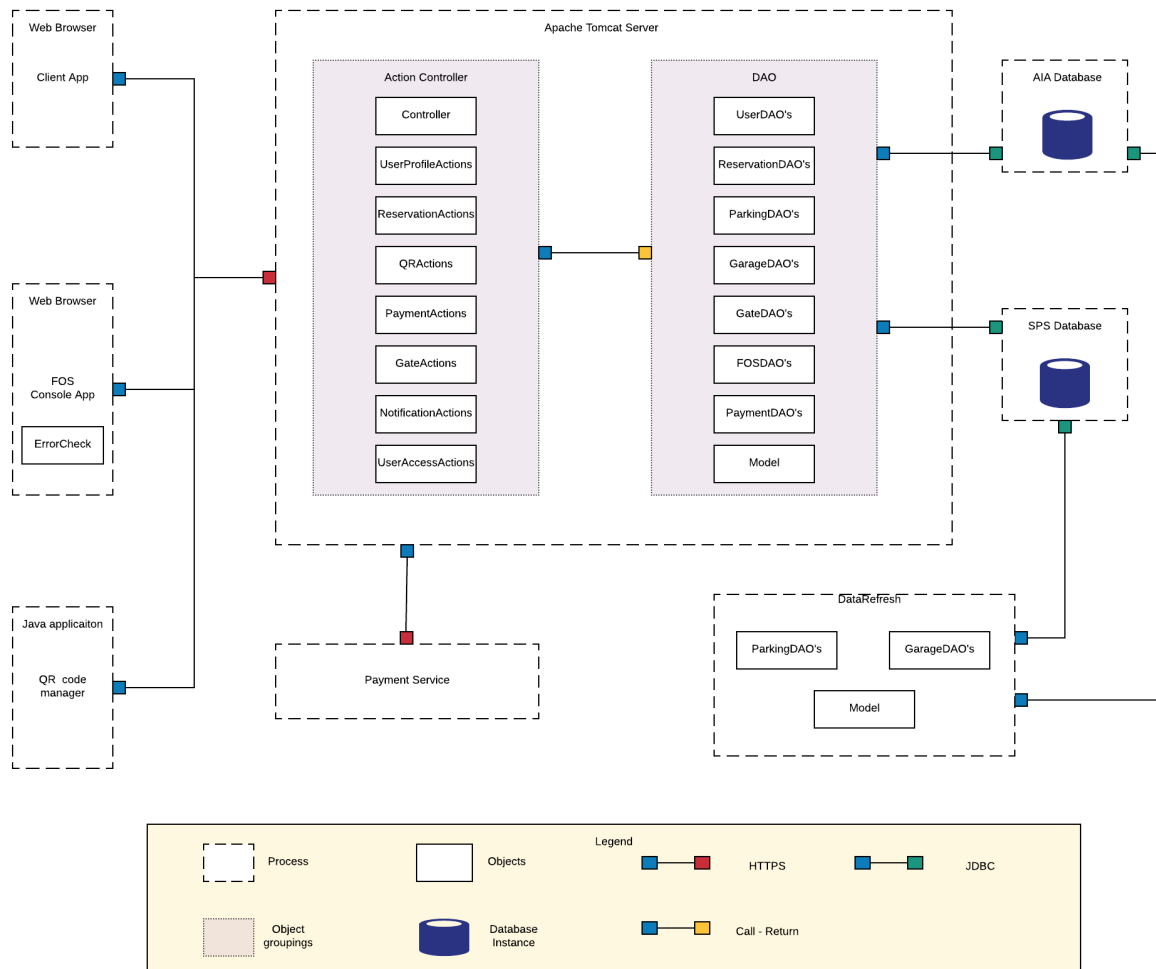 Web Browser
Client App
Web Browser
FOS
Console App
ErrorCheck
Java applicaiton
QR code
manager
Apache Tomcat Server
Action Controller
Controller
UserProfileActions
ReservationActions
QRActions
PaymentActions
GateActions
NotificationActions
UserAccessActions
DAO
UserDAO's
ReservationDAO's
ParkingDAO's
GarageDAO's
GateDAO's
FOSDAO's
PaymentDAO's
Model
AIA Database
SPS Database
Payment Service
DataRefresh
ParkingDAO's
GarageDAO's
Model
Legend
Process
Objects
HTTPS
JDBC
Object
groupings
Database
Instance
Call - Return